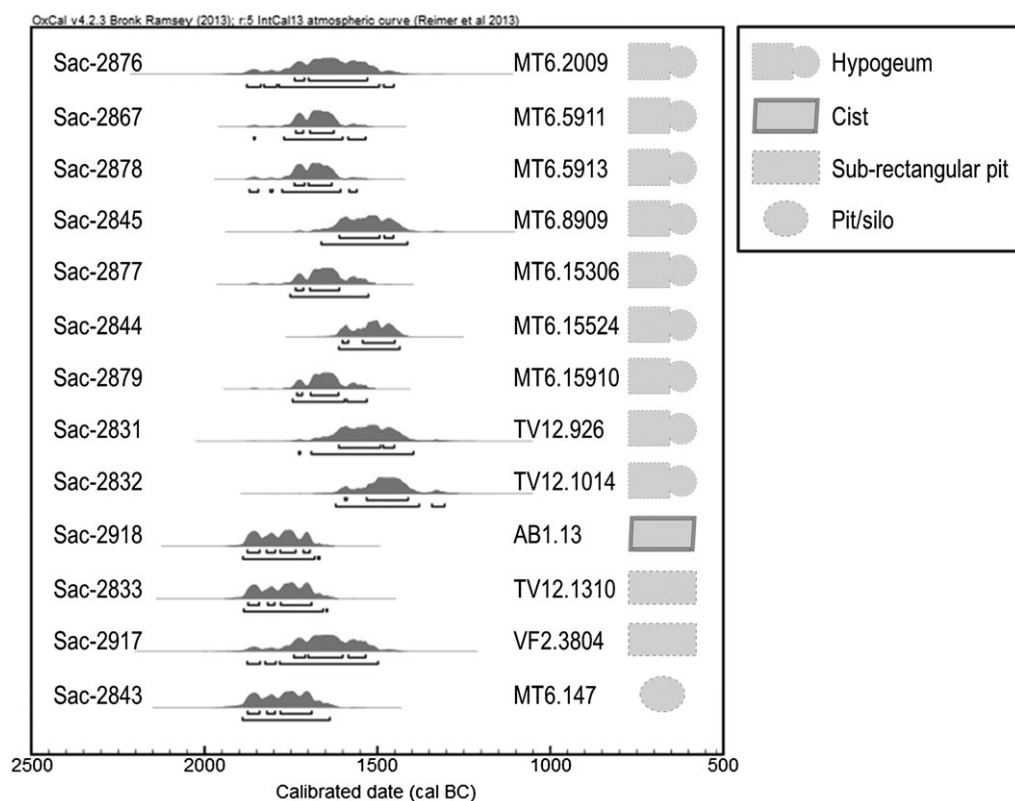 OxCal v4.2.3 Bronk Ramsey (2013); r:5 IntCal13 atmospheric curve (Reimer et al 2013)
Sac-2876 MT6.2009
Sac-2867 MT6.5911
Sac-2878 MT6.5913
Sac-2845 MT6.8909
Sac-2877 MT6.15306
Sac-2844 MT6.15524
Sac-2879 MT6.15910
Sac-2831 TV12.926
Sac-2832 TV12.1014
Sac-2918 AB1.13
Sac-2833 TV12.1310
Sac-2917 VF2.3804
Sac-2843 MT6.147
2500 2000 1500 1000 500
Calibrated date (cal BC)
Hypogeum
Cist
Sub-rectangular pit
Pit/silo